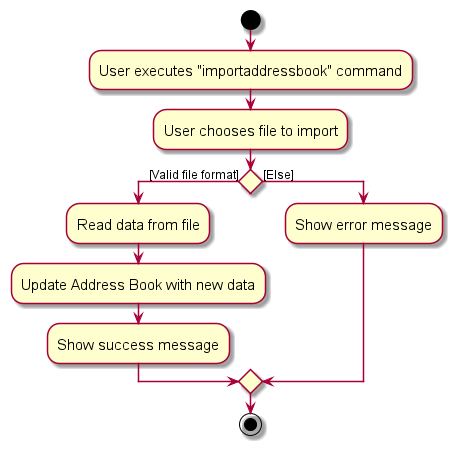 User executes "importaddressbook" command
User chooses file to import
[Valid file format]
[Else]
Read data from file
Show error message
Update Address Book with new data
Show success message